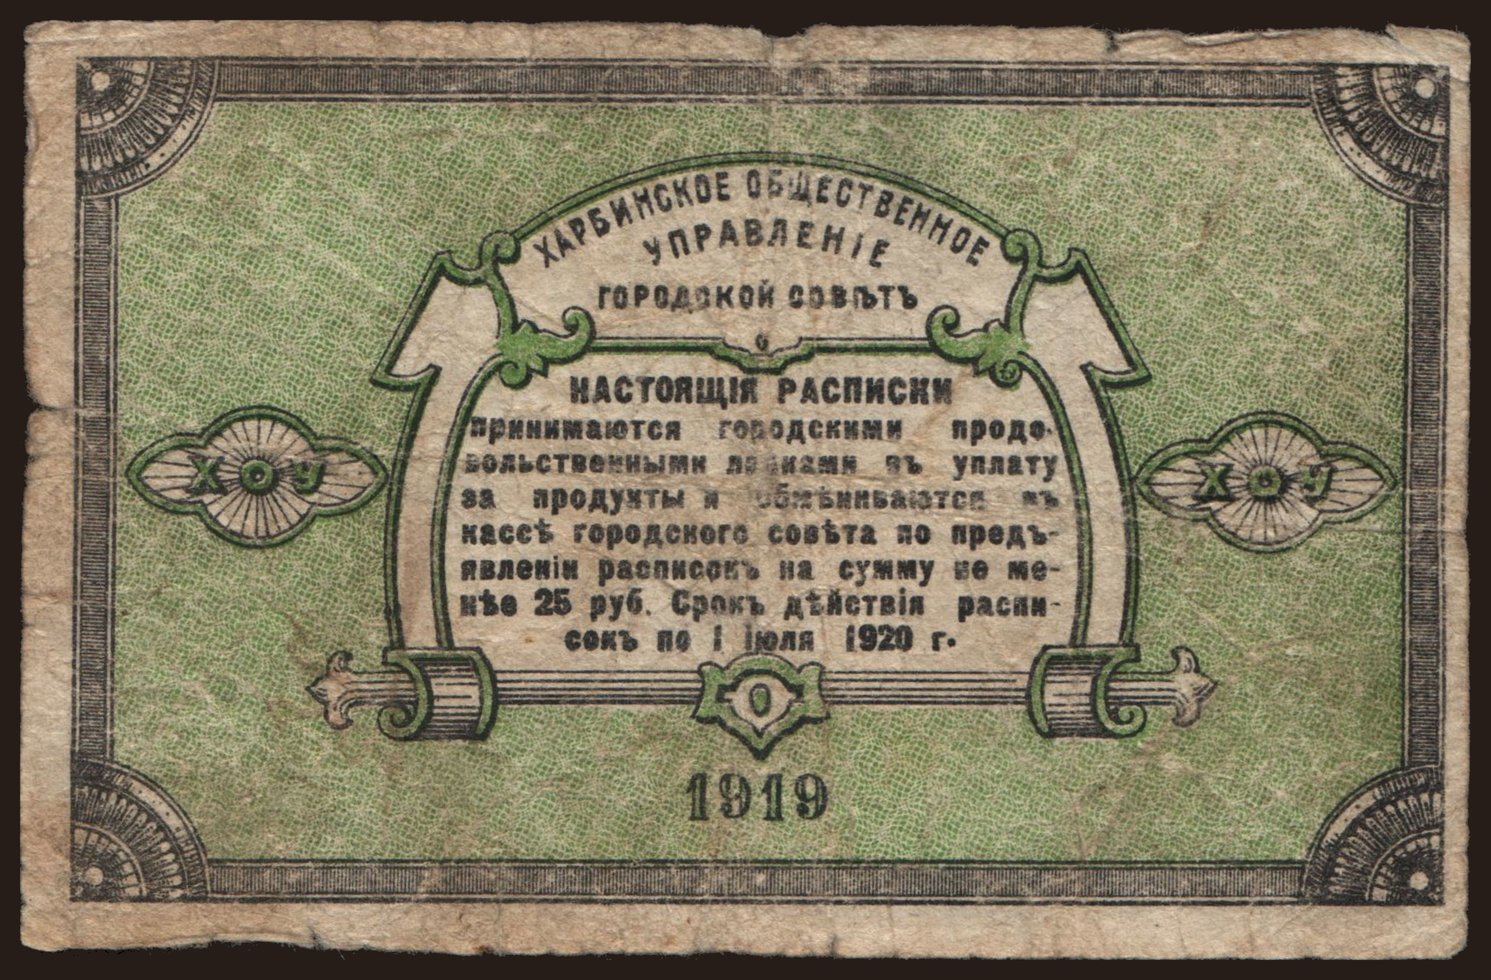 ХАРБИНСКОЕ ОБЩЕСТВЕННОЕ
УПРАВЛЕНІЕ
ГОРОДСКОЙ СОВѢТЪ
НАСТОЯЩІЯ РАСПИСКИ
принимаются городскими продо-
вольственными лавками въ уплату
за продукты и обмѣниваются въ
кассѣ городского совѣта по предъ-
явленіи расписокъ на сумму не ме-
нѣе 25 руб. Срокъ дѣйствія распи-
сокъ по 1 Іюля 1920 г.
ХОУ
ХОУ
1919